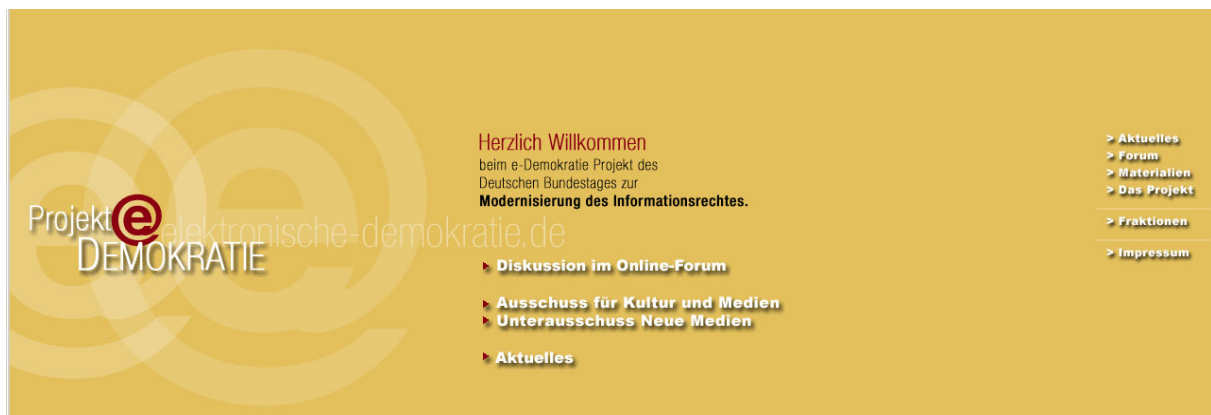 Herzlich Willkommen
beim e-Demokratie Projekt des
Deutschen Bundestages zur
Modernisierung des Informationsrechtes.
Projekt e
DEMOKRATIE
elektronische-demokratie.de
Diskussion im Online-Forum
Ausschuss für Kultur und Medien
Unterausschuss Neue Medien
Aktuelles
> Aktuelles
> Forum
> Materialien
> Das Projekt
> Fraktionen
> Impressum